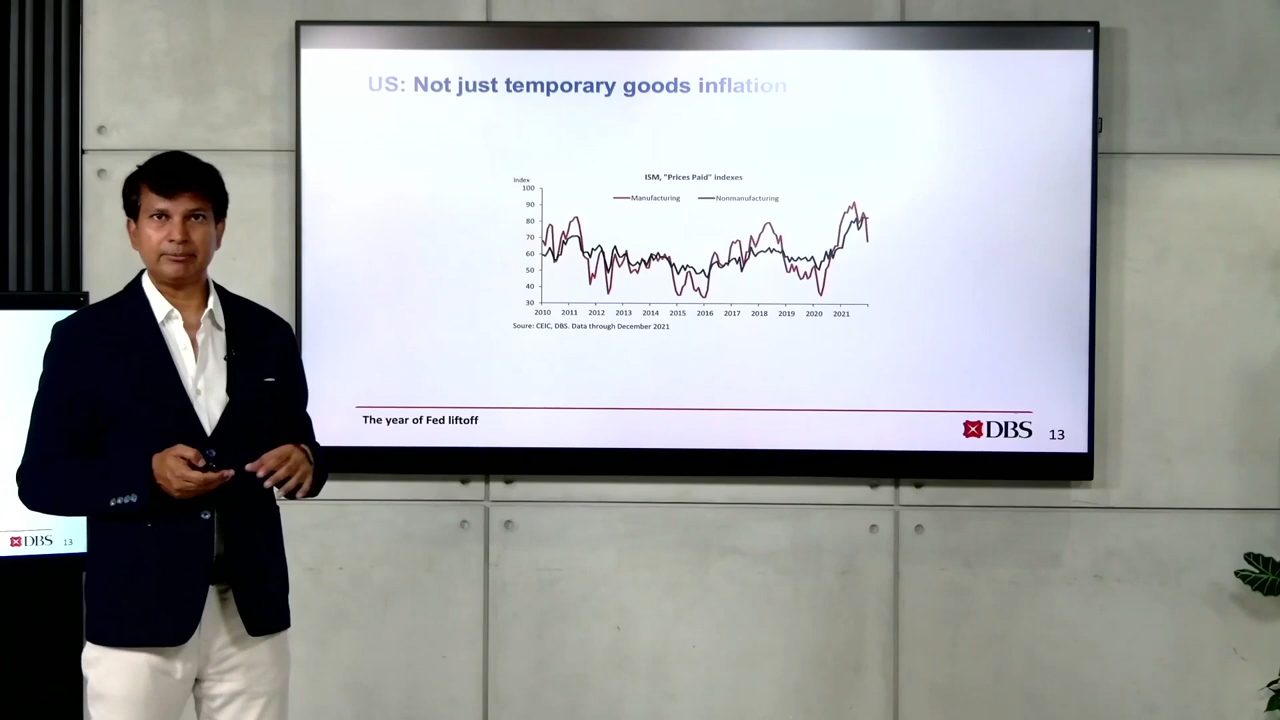 US: Not just temporary goods inflation
ISM, "Prices Paid" indexes
Index
Manufacturing
Nonmanufacturing
100
90
80
70
60
50
40
30
2010 2011 2012 2013 2014 2015 2016 2017 2018 2019 2020 2021
Soure: CEIC, DBS. Data through December 2021
The year of Fed liftoff
DBS
13
DBS 13